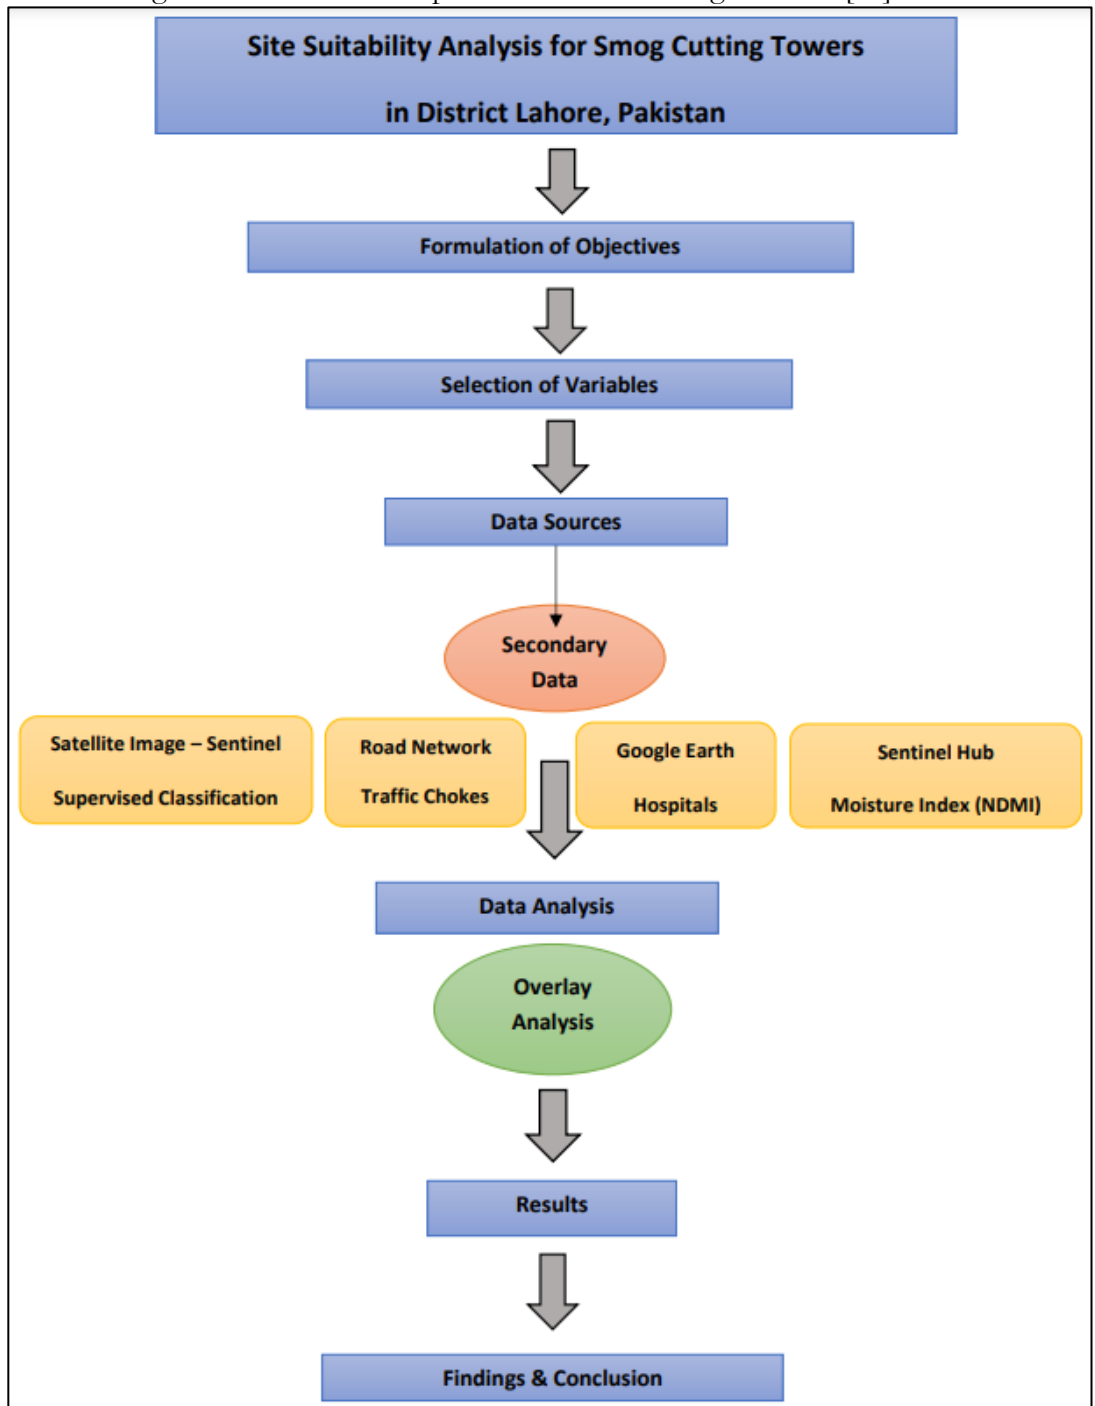 Site Suitability Analysis for Smog Cutting Towers
in District Lahore, Pakistan
Formulation of Objectives
Selection of Variables
Data Sources
Secondary
Data
Satellite Image – Sentinel
Supervised Classification
Road Network
Traffic Chokes
Google Earth
Hospitals
Sentinel Hub
Moisture Index (NDMI)
Data Analysis
Overlay
Analysis
Results
Findings & Conclusion